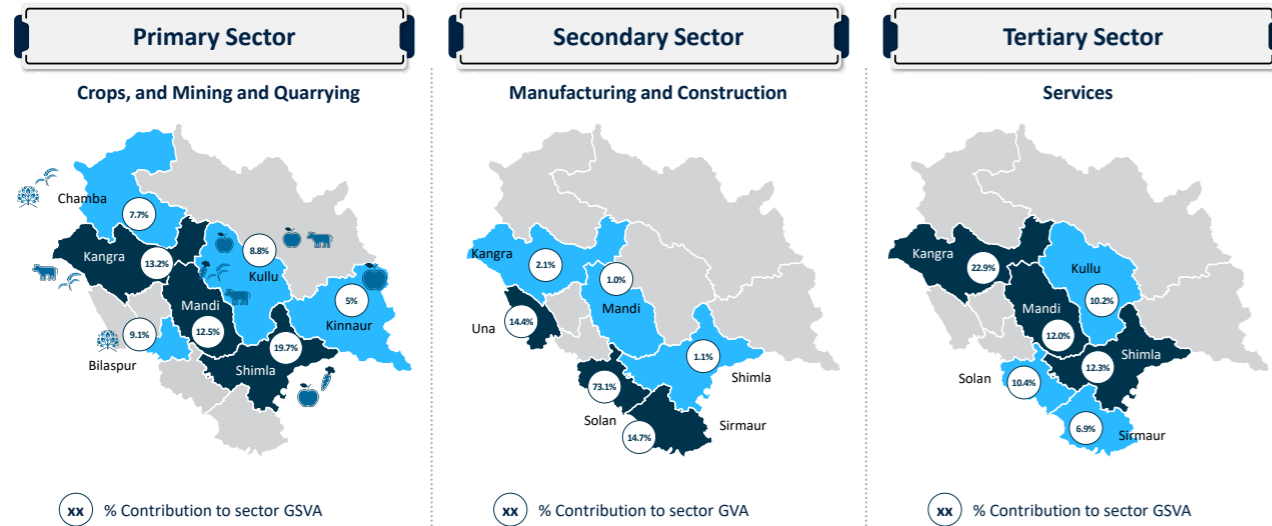 Primary Sector
Crops, and Mining and Quarrying
Chamba
7.7%
Kangra
13.2%
8.8%
Kullu
Mandi
12.5%
5%
Kinnaur
9.1%
Bilaspur
19.7%
Shimla
xx % Contribution to sector GSVA
Secondary Sector
Manufacturing and Construction
Kangra
2.1%
1.0%
Mandi
Una
14.4%
1.1%
Shimla
73.1%
Solan
Sirmaur
14.7%
xx % Contribution to sector GVA
Tertiary Sector
Services
Kangra
22.9%
Kullu
10.2%
Mandi
12.0%
Shimla
12.3%
Solan
10.4%
6.9%
Sirmaur
xx % Contribution to sector GSVA